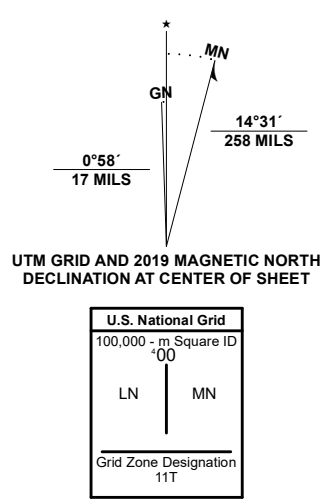 ★
MN
GN
14°31´
258 MILS
0°58´
17 MILS
UTM GRID AND 2019 MAGNETIC NORTH
DECLINATION AT CENTER OF SHEET
U.S. National Grid
100,000 - m Square ID
⁴00
LN MN
Grid Zone Designation
11T